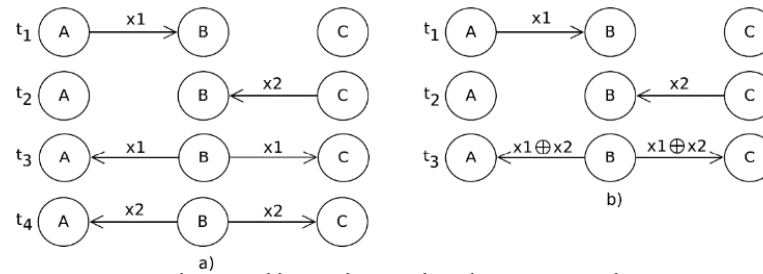 t1 A x1 B C
t2 A B x2 C
t3 A x1 B x1 C
t4 A x2 B x2 C
a)
t1 A x1 B C
t2 A B x2 C
t3 A x1⊕x2 B x1⊕x2 C
b)